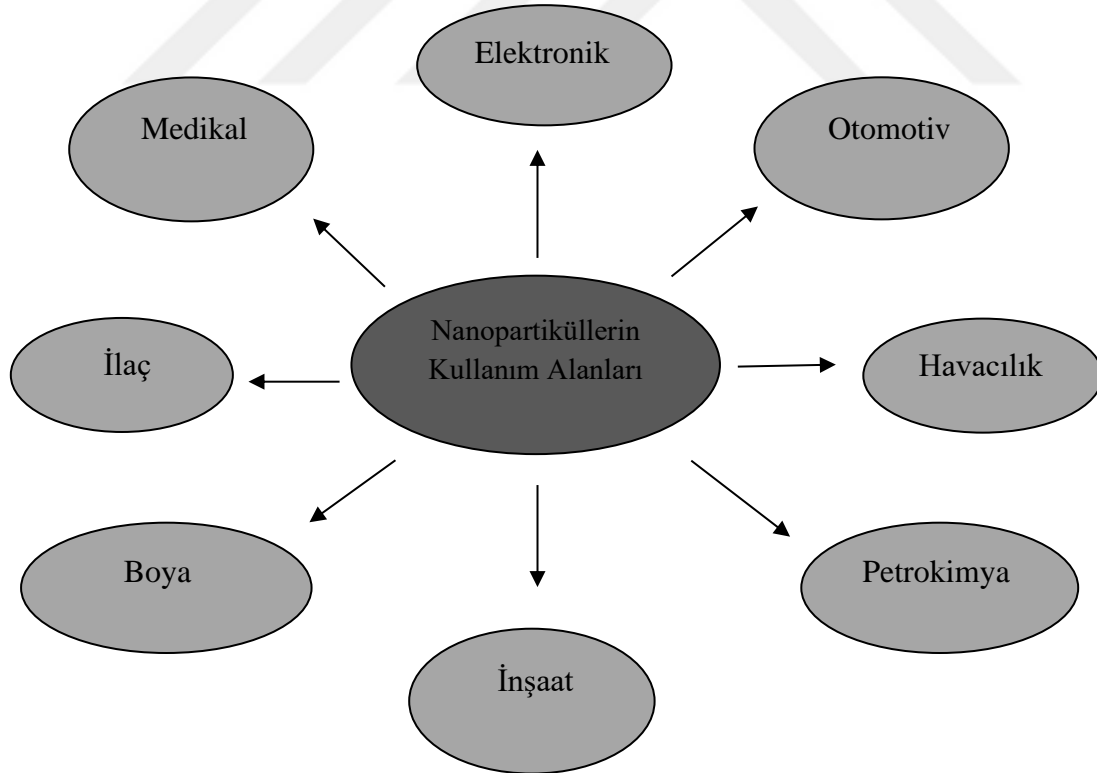 Elektronik
Medikal
Otomotiv
Nanopartiküllerin
Kullanım Alanları
İlaç
Havacılık
Boya
Petrokimya
İnşaat